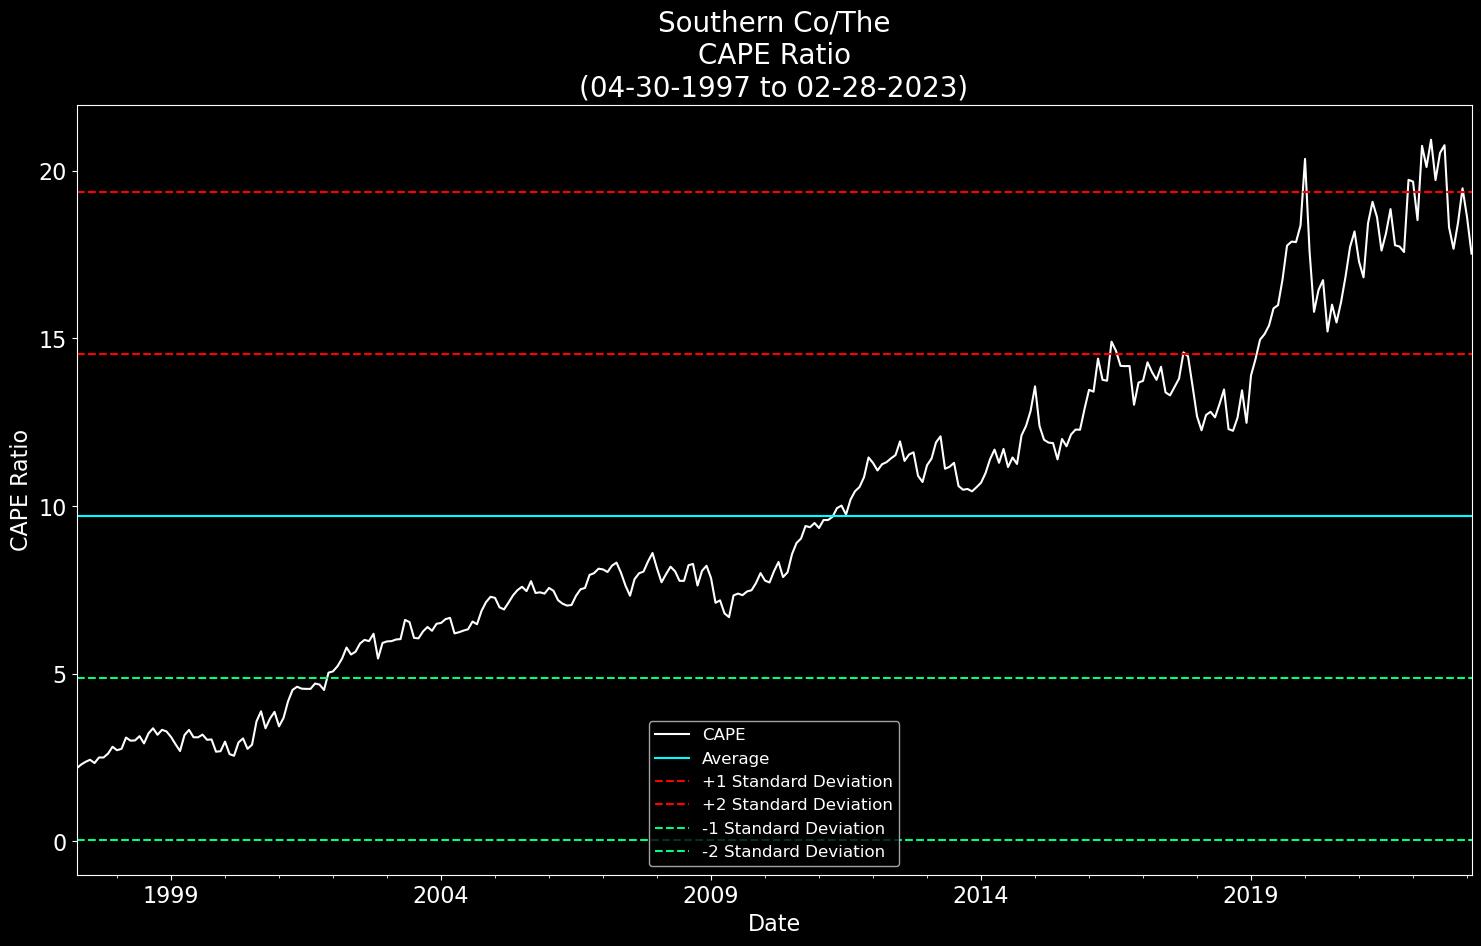 Southern Co/The
CAPE Ratio
(04-30-1997 to 02-28-2023)
CAPE Ratio
20
15
10
5
0
CAPE
Average
+1 Standard Deviation
+2 Standard Deviation
-1 Standard Deviation
-2 Standard Deviation
1999 2004 2009 2014 2019
Date